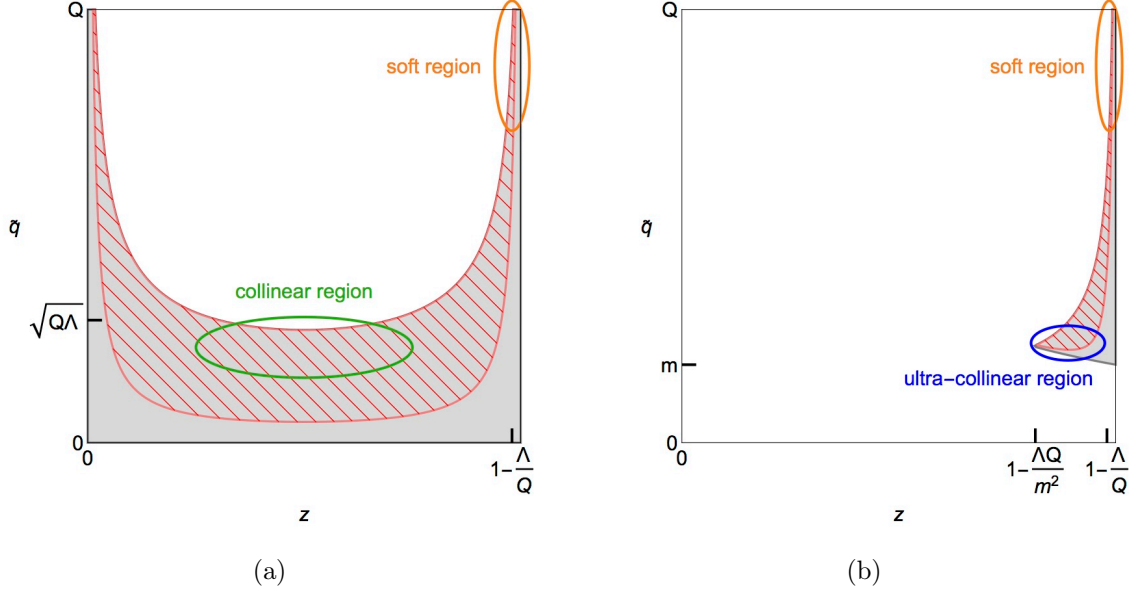 Q
soft region
q̃
collinear region
√QΛ
0
0
1-Λ/Q
z
(a)
Q
soft region
q̃
m
ultra-collinear region
0
0
1-ΛQ/m²
1-Λ/Q
z
(b)